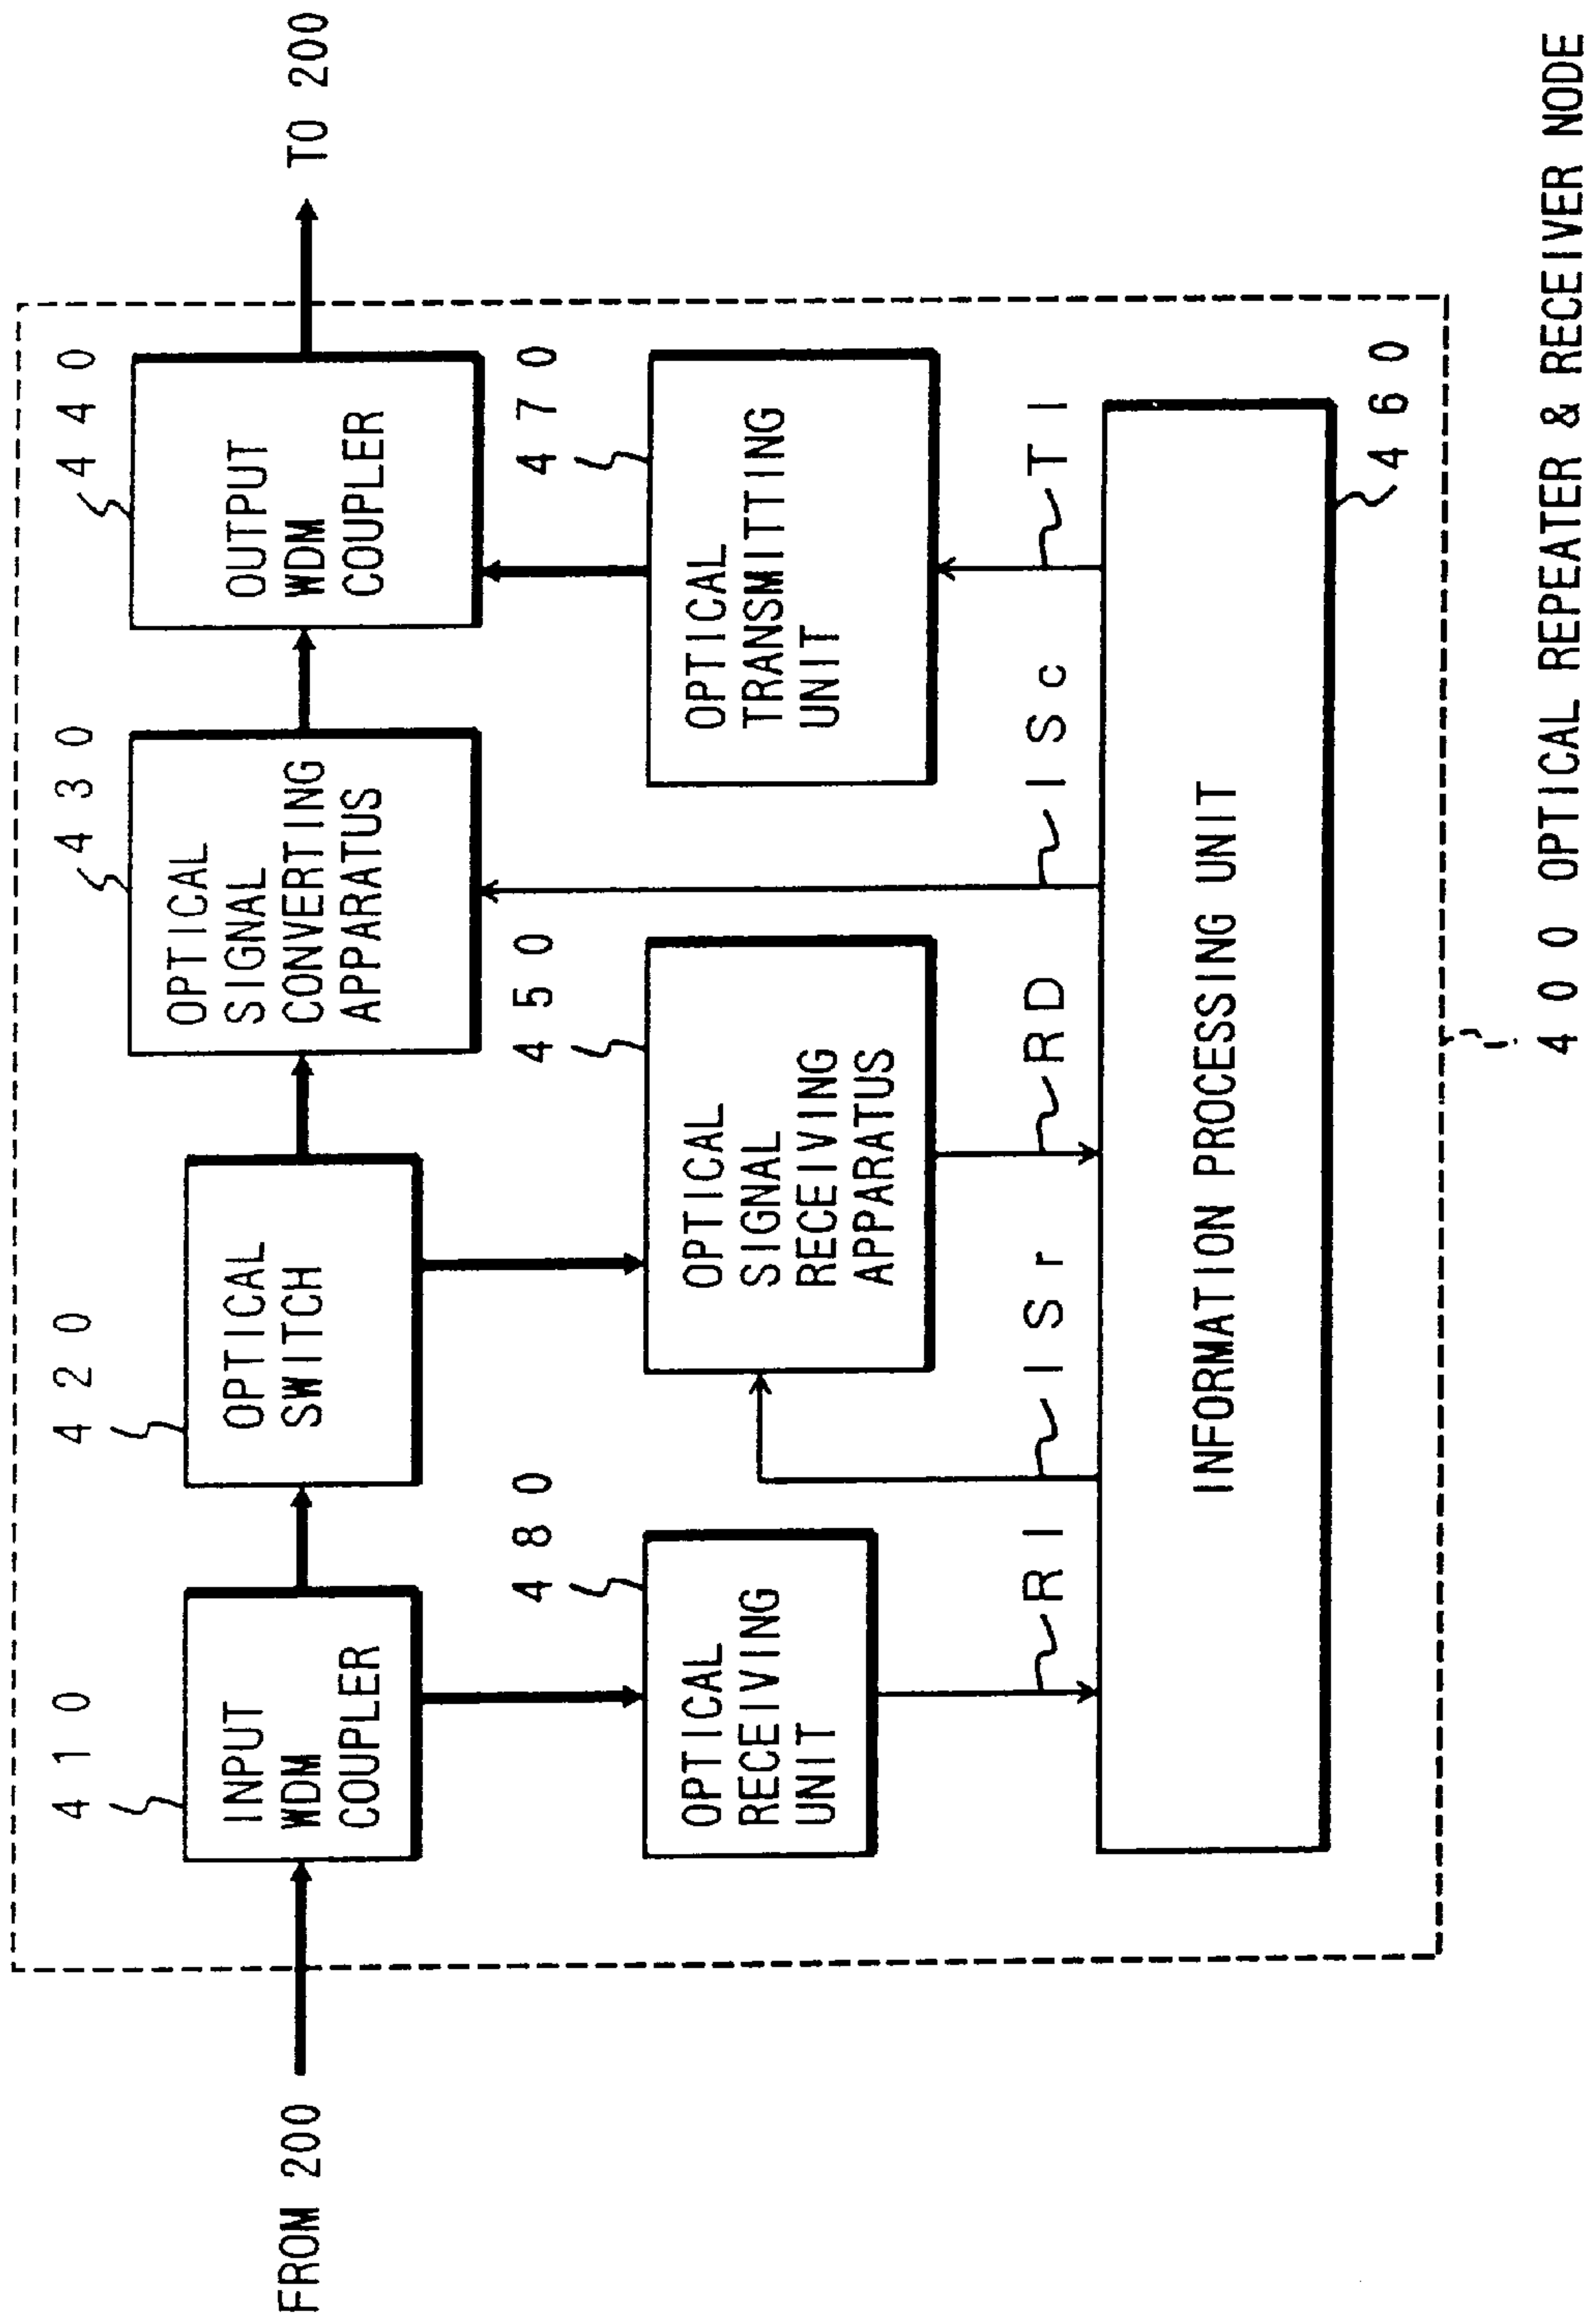 410
INPUT
WDM
COUPLER
420
OPTICAL
SWITCH
430
OPTICAL
SIGNAL
CONVERTING
APPARATUS
440
OUTPUT
WDM
COUPLER
FROM 200
TO 200
480
OPTICAL
RECEIVING
UNIT
450
OPTICAL
SIGNAL
RECEIVING
APPARATUS
470
OPTICAL
TRANSMITTING
UNIT
RI
ISr
RD
ISc
TI
INFORMATION PROCESSING UNIT
460
400 OPTICAL REPEATER & RECEIVER NODE